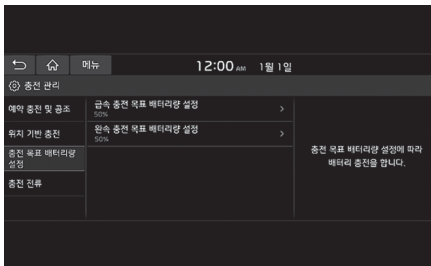 메뉴
12:00 AM 1월 1일
충전 관리
예약 충전 및 공조
위치 기반 충전
충전 목표 배터리량
설정
충전 전류
급속 충전 목표 배터리량 설정
50%
완속 충전 목표 배터리량 설정
50%
충전 목표 배터리량 설정에 따라
배터리 충전을 합니다.